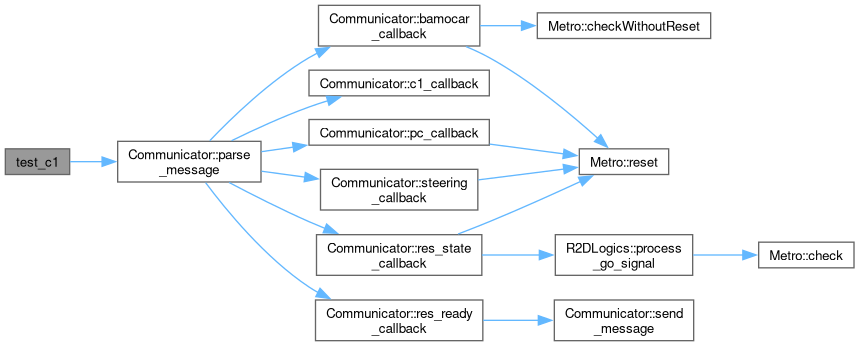 test_c1
Communicator::parse
_message
Communicator::bamocar
_callback
Communicator::c1_callback
Communicator::pc_callback
Communicator::steering
_callback
Communicator::res_state
_callback
Communicator::res_ready
_callback
Metro::checkWithoutReset
Metro::reset
R2DLogics::process
_go_signal
Communicator::send
_message
Metro::check